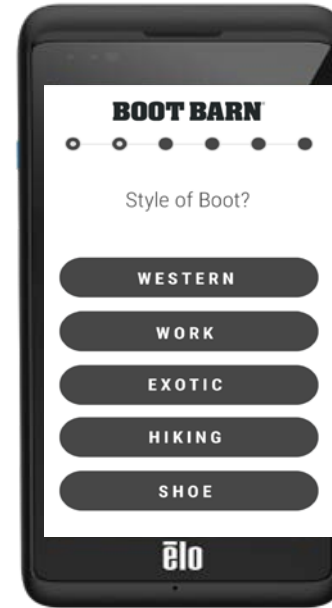 BOOT BARN
Style of Boot?
WESTERN
WORK
EXOTIC
HIKING
SHOE
ēlo